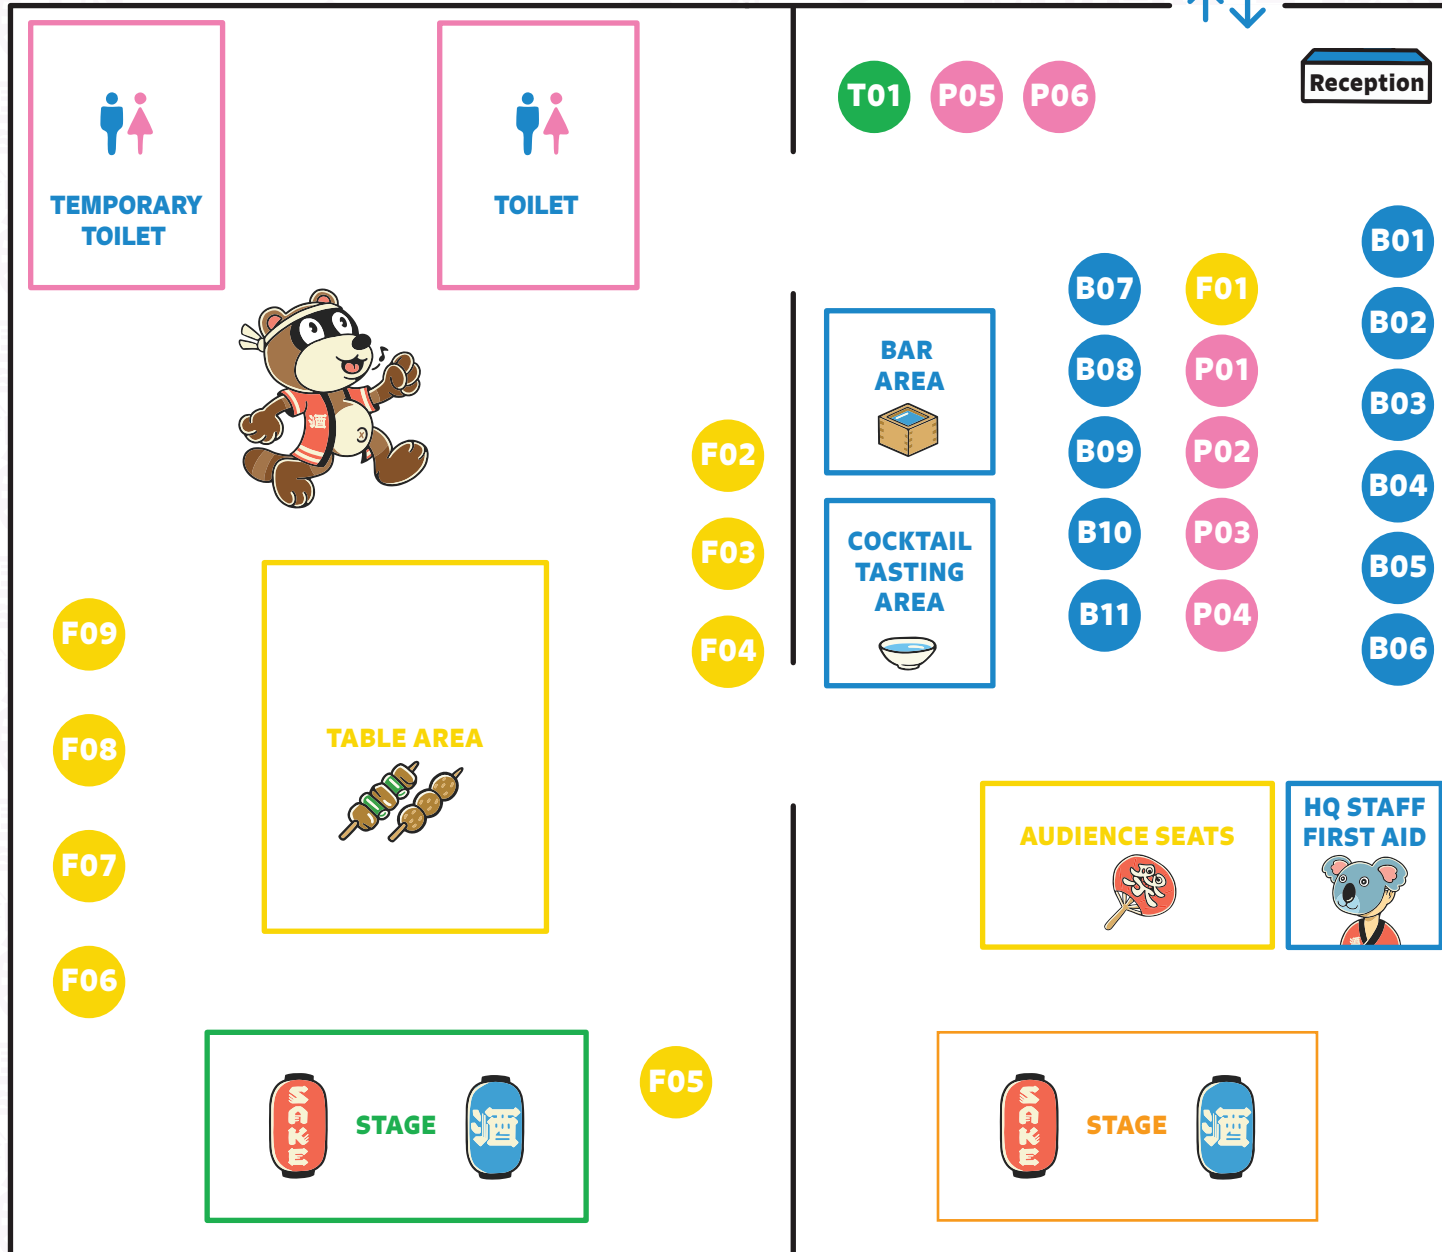 TEMPORARY
TOILET
TOILET
T01
P05
P06
Reception
B01
B02
B03
B04
B05
B06
B07
B08
B09
B10
B11
F01
P01
P02
P03
P04
BAR
AREA
COCKTAIL
TASTING
AREA
酒
F02
F03
F04
F09
F08
F07
F06
TABLE AREA
AUDIENCE SEATS
HQ STAFF
FIRST AID
SAKE
STAGE
酒
F05
SAKE
STAGE
酒